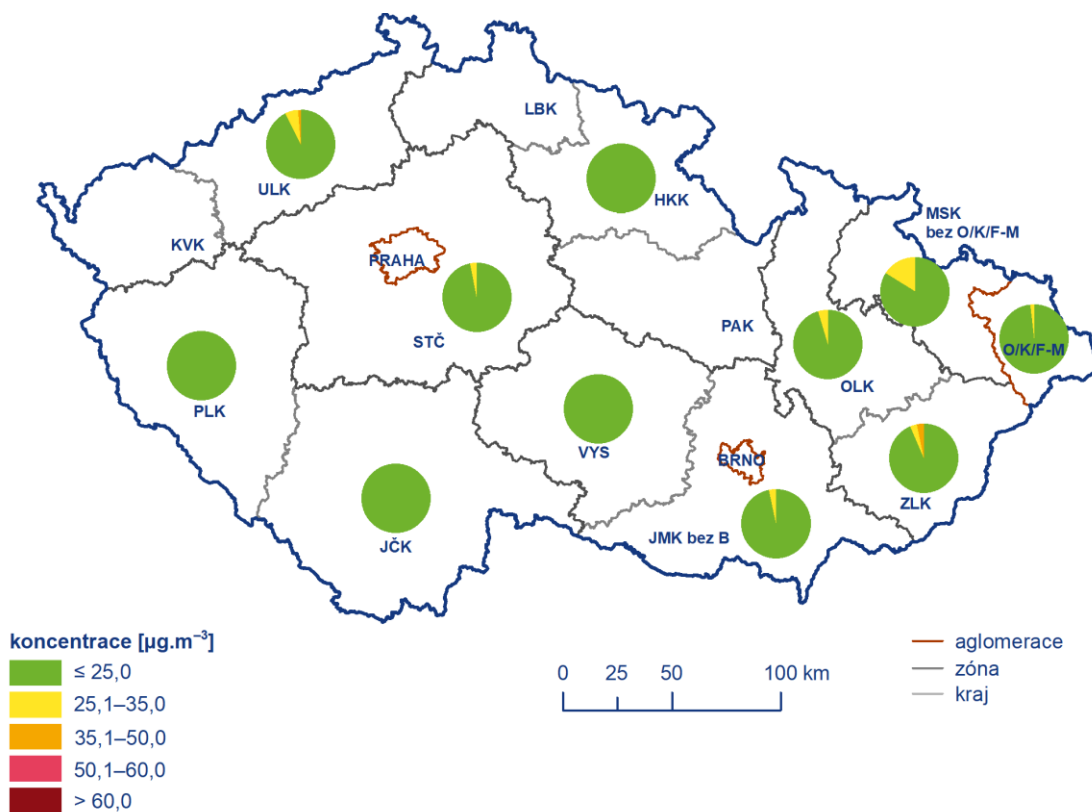 LBK
ULK
HKK
MSK
bez O/K/F-M
KVK
PRAHA
PAK
STČ
O/K/F-M
OLK
PLK
VYS
BRNO
ZLK
JČK
JMK bez B
koncentrace [µg.m⁻³]
≤ 25,0
25,1–35,0
35,1–50,0
50,1–60,0
> 60,0
0 25 50 100 km
aglomerace
zóna
kraj